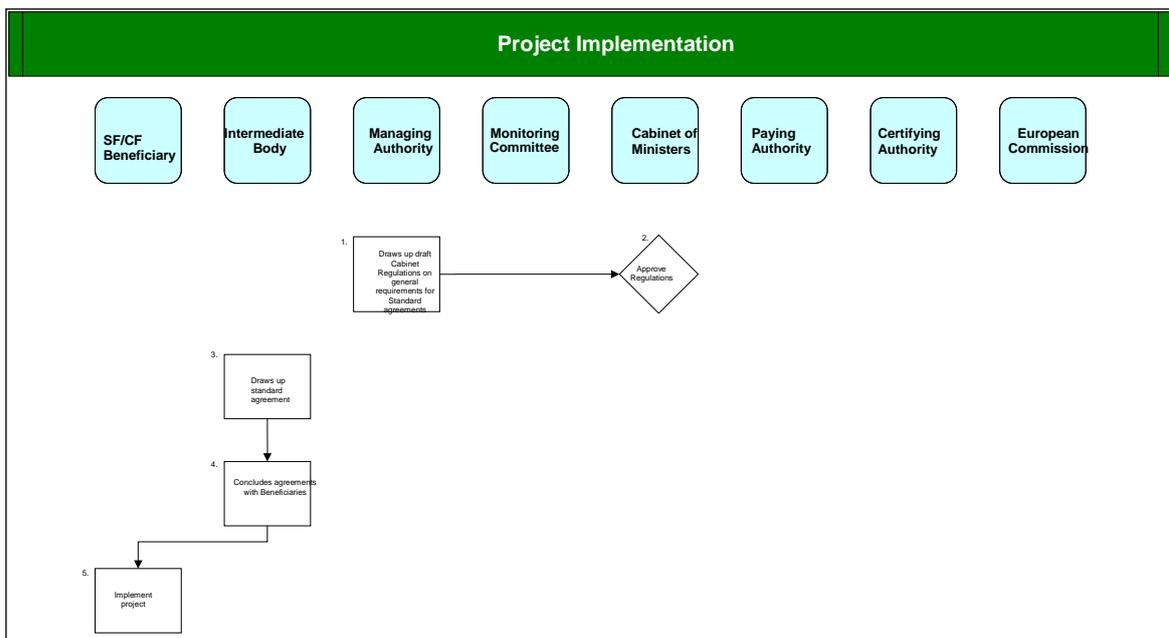 Project Implementation
SF/CF
Beneficiary
Intermediate
Body
Managing
Authority
Monitoring
Committee
Cabinet of
Ministers
Paying
Authority
Certifying
Authority
European
Commission
1.
Draws up draft
Cabinet
Regulations on
general
requirements for
Standard
agreements
2.
Approve
Regulations
3.
Draws up
standard
agreement
4.
Concludes agreements
with Beneficiaries
5.
Implement
project